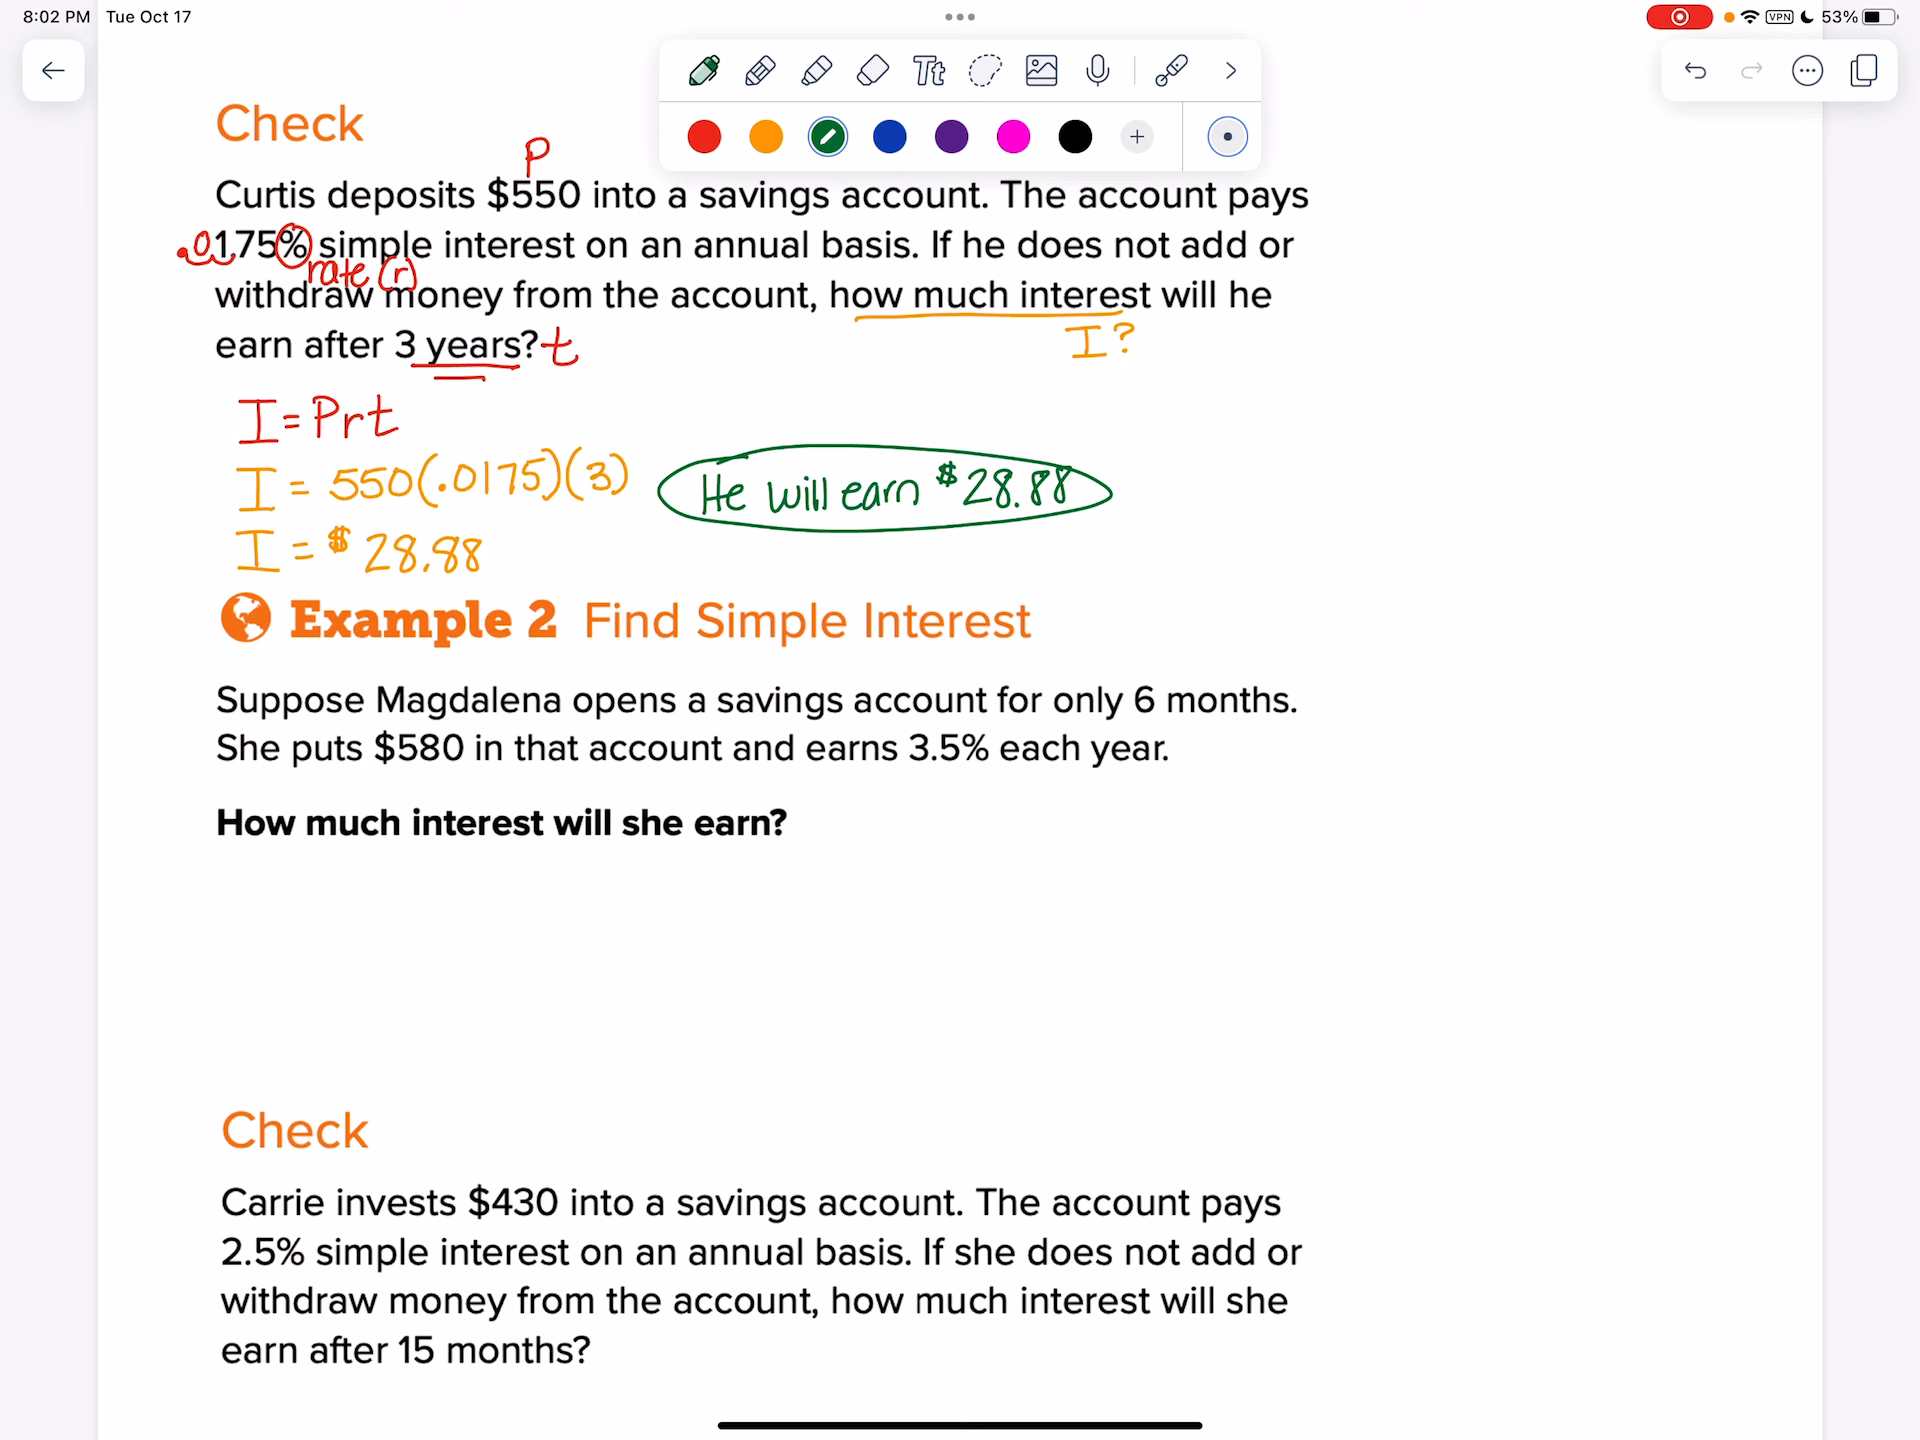 8:02 PM Tue Oct 17
VPN 53%
Tt
Check
P
Curtis deposits $550 into a savings account. The account pays
.01.75% simple interest on an annual basis. If he does not add or
rate (r)
withdraw money from the account, how much interest will he
earn after 3 years? t
I?
I = Prt
I = 550(.0175)(3)
He will earn $28.88
I = $28.88
Example 2 Find Simple Interest
Suppose Magdalena opens a savings account for only 6 months.
She puts $580 in that account and earns 3.5% each year.
How much interest will she earn?
Check
Carrie invests $430 into a savings account. The account pays
2.5% simple interest on an annual basis. If she does not add or
withdraw money from the account, how much interest will she
earn after 15 months?